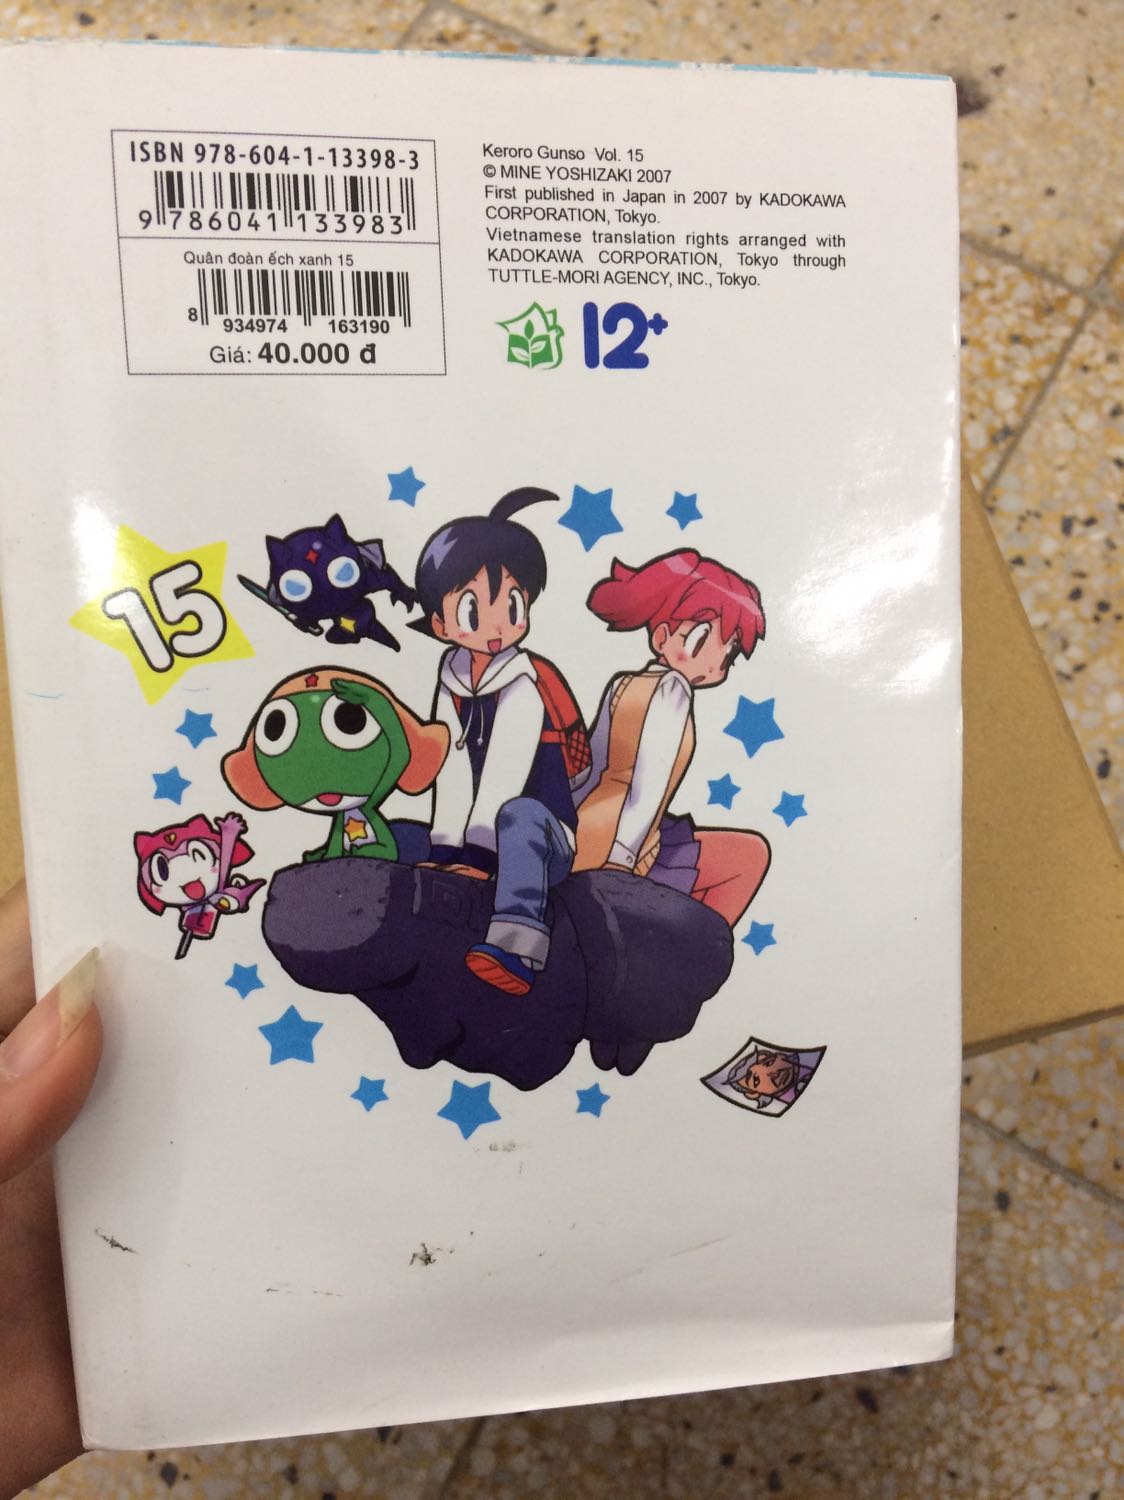 ISBN 978-604-1-13398-3
9 786041 133983
Quân đoàn ếch xanh 15
8 934974 163190
Giá: 40.000 đ
Keroro Gunso Vol. 15
© MINE YOSHIZAKI 2007
First published in Japan in 2007 by KADOKAWA
CORPORATION, Tokyo.
Vietnamese translation rights arranged with
KADOKAWA CORPORATION, Tokyo through
TUTTLE-MORI AGENCY, INC., Tokyo.
12+
15